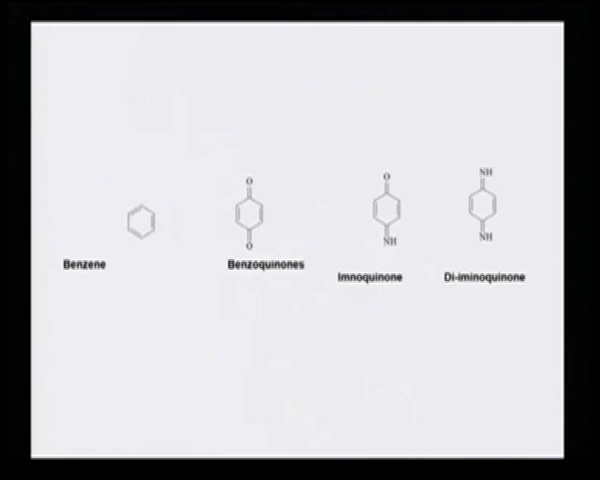 O
NH
O
NH
O
NH
Benzene
Benzoquinones
Imnoquinone
Di-iminoquinone